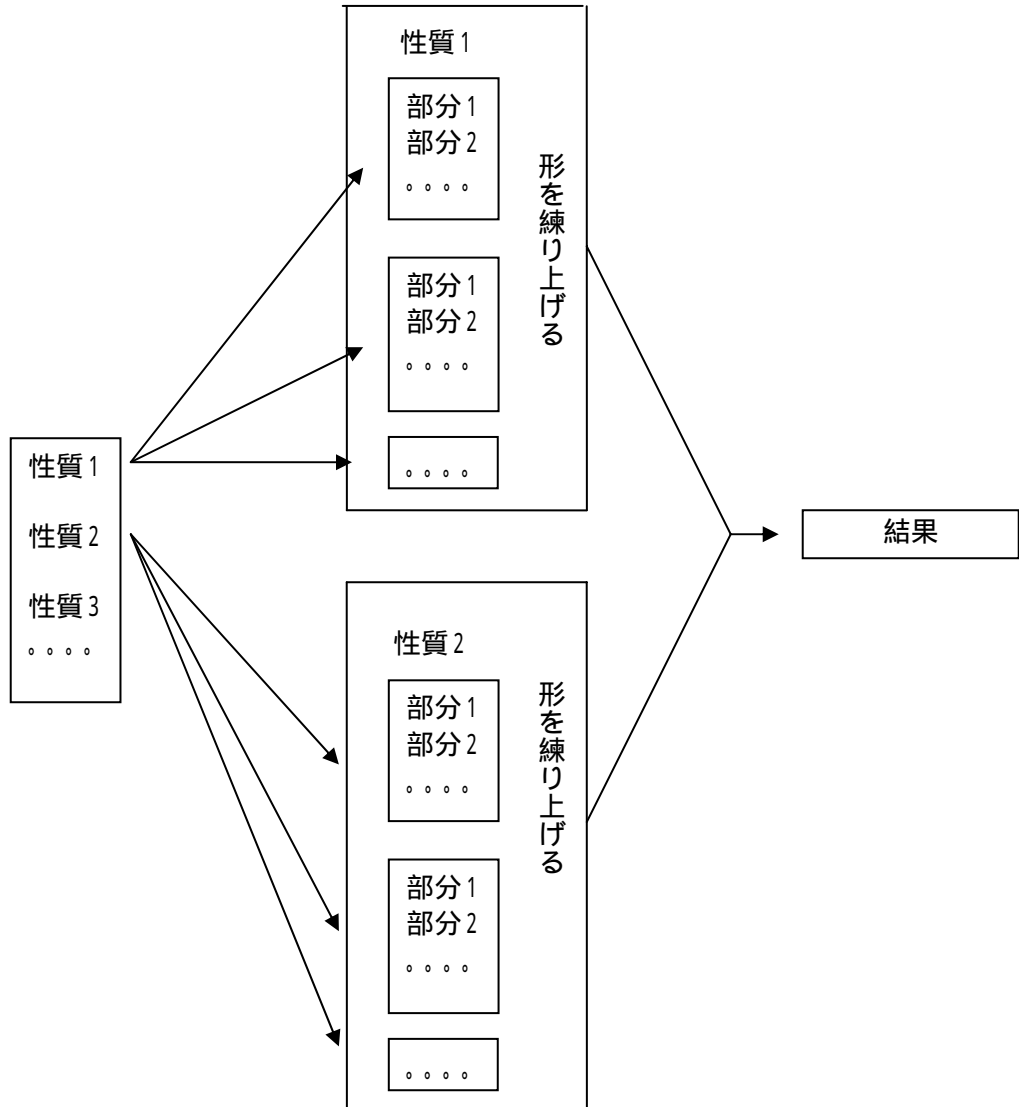 性質1
部分1
部分2
。。。。
形を練り上げる
部分1
部分2
。。。。
。。。。
性質1
性質2
性質3
。。。。
結果
性質2
部分1
部分2
。。。。
形を練り上げる
部分1
部分2
。。。。
。。。。